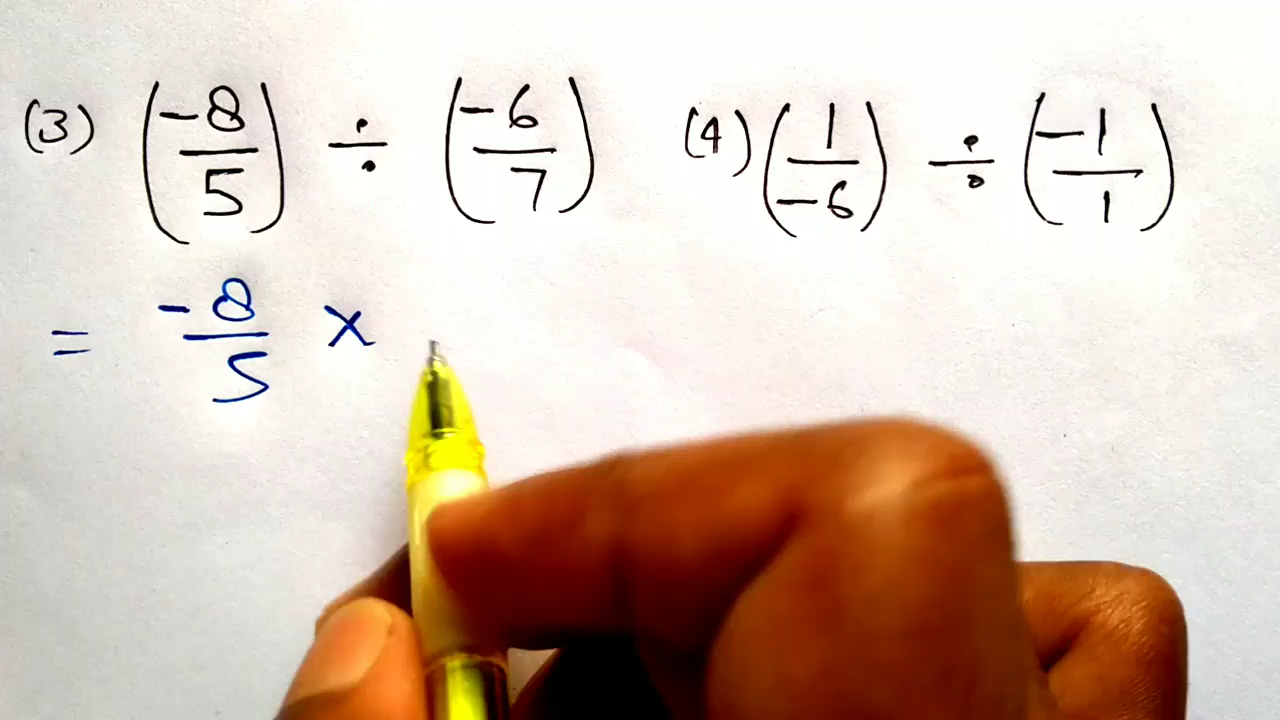 (3) (-8/5) ÷ (-6/7) (4) (1/-6) ÷ (-1/1)
= -8/5 ×